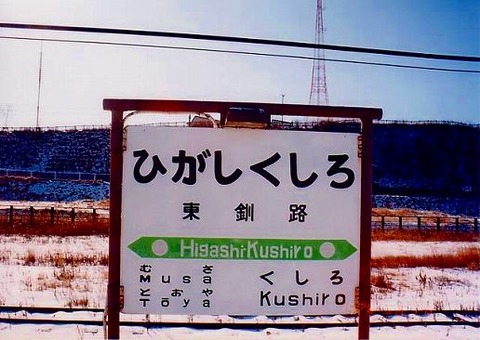 ひがしくしろ
東釧路
HigashiKushiro
むさ くしろ
Musa Kushiro
とおや
Tōya